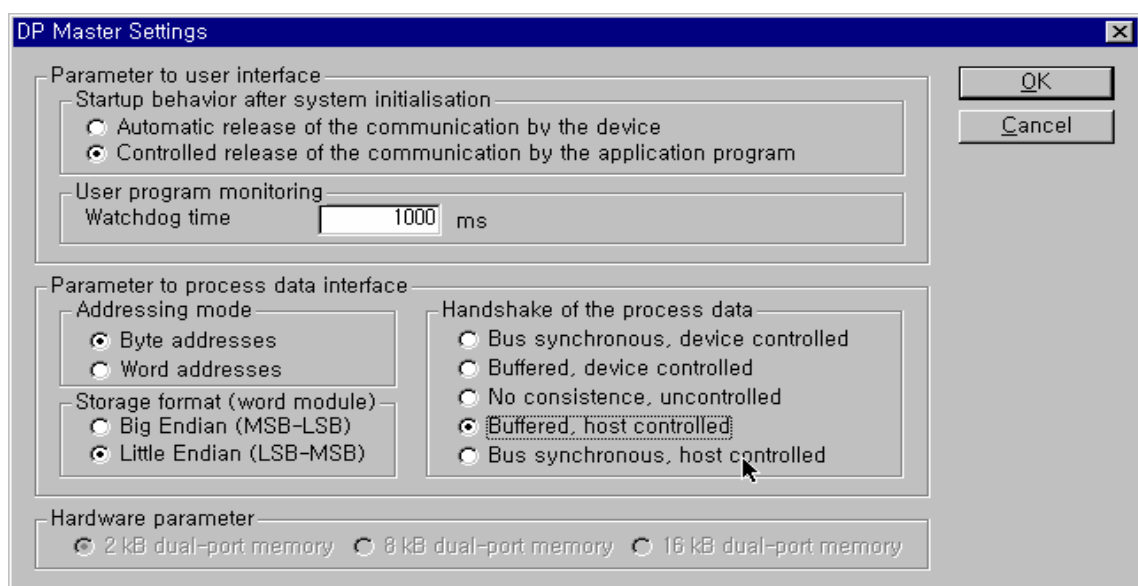 DP Master Settings
Parameter to user interface
Startup behavior after system initialisation
Automatic release of the communication by the device
Controlled release of the communication by the application program
User program monitoring
Watchdog time 1000 ms
OK
Cancel
Parameter to process data interface
Addressing mode
Byte addresses
Word addresses
Storage format (word module)
Big Endian (MSB-LSB)
Little Endian (LSB-MSB)
Handshake of the process data
Bus synchronous, device controlled
Buffered, device controlled
No consistence, uncontrolled
Buffered, host controlled
Bus synchronous, host controlled
Hardware parameter
2 kB dual-port memory 8 kB dual-port memory 16 kB dual-port memory